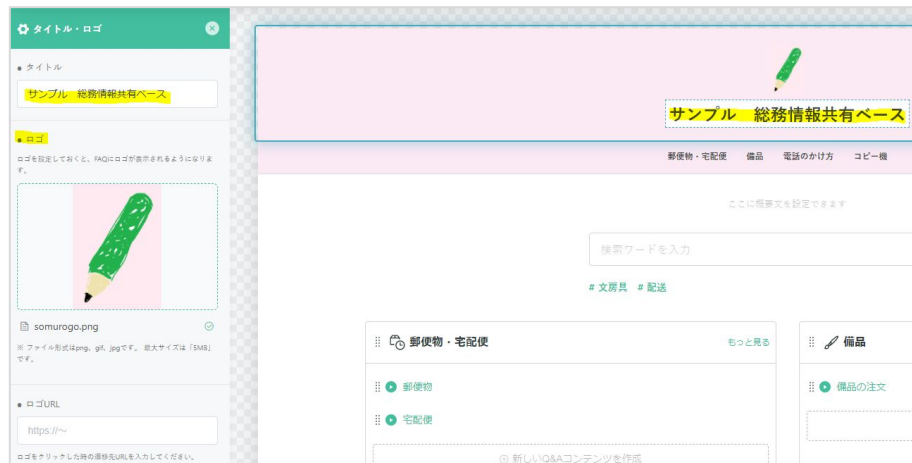 タイトル・ロゴ
タイトル
サンプル 総務情報共有ベース
ロゴ
ロゴを設定しておくと、FAQにロゴが表示されるようになりま
す。
somurogo.png
※ ファイル形式はpng、gif、jpgです。 最大サイズは「5MB」
です。
ロゴURL
https://～
ロゴをクリックした時の遷移先URLを入力してください。
サンプル 総務情報共有ベース
郵便物・宅配便 備品 電話のかけ方 コピー機
ここに概要文を設定できます
検索ワードを入力
# 文房具 # 配送
郵便物・宅配便 もっと見る
郵便物
宅配便
新しいQ&Aコンテンツを作成
備品
備品の注文